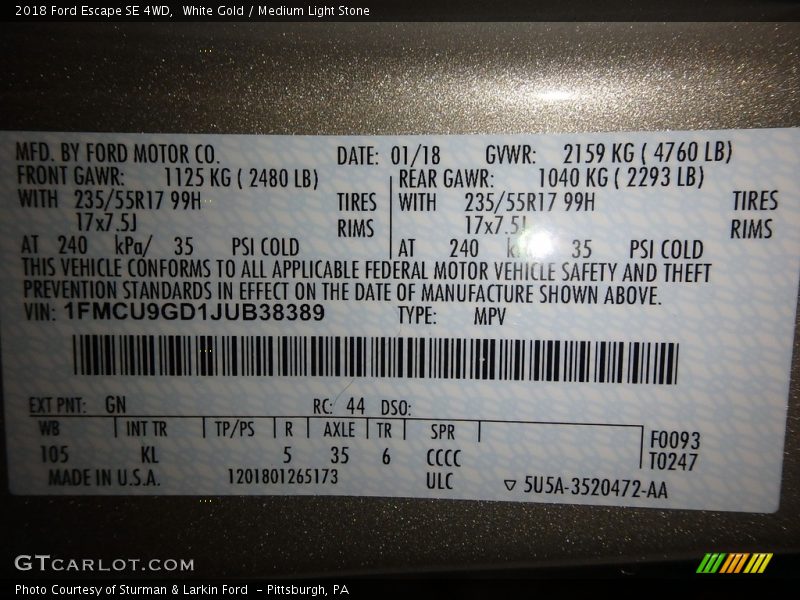 2018 Ford Escape SE 4WD,  White Gold / Medium Light Stone
MFD. BY FORD MOTOR CO. DATE: 01/18 GVWR: 2159 KG ( 4760 LB)
FRONT GAWR: 1125 KG ( 2480 LB) REAR GAWR: 1040 KG ( 2293 LB)
WITH 235/55R17 99H TIRES WITH 235/55R17 99H TIRES
17x7.5J RIMS 17x7.5J RIMS
AT 240 kPa/ 35 PSI COLD AT 240 35 PSI COLD
THIS VEHICLE CONFORMS TO ALL APPLICABLE FEDERAL MOTOR VEHICLE SAFETY AND THEFT
PREVENTION STANDARDS IN EFFECT ON THE DATE OF MANUFACTURE SHOWN ABOVE.
VIN: 1FMCU9GD1JUB38389 TYPE: MPV
EXT PNT: GN RC: 44 DSO:
WB INT TR TP/PS R AXLE TR SPR F0093
105 KL 5 35 6 CCCC T0247
MADE IN U.S.A. 1201801265173 ULC ▽ 5U5A-3520472-AA
GTCARLOT.COM
Photo Courtesy of Sturman & Larkin Ford  - Pittsburgh, PA